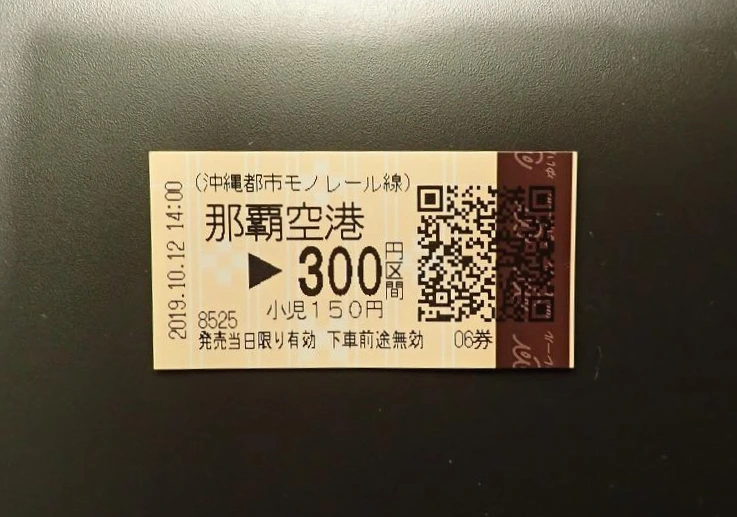 2019.10.12 14:00
(沖縄都市モノレール線)
那覇空港
▶300円区間
小児150円
8525
発売当日限り有効 下車前途無効 06券